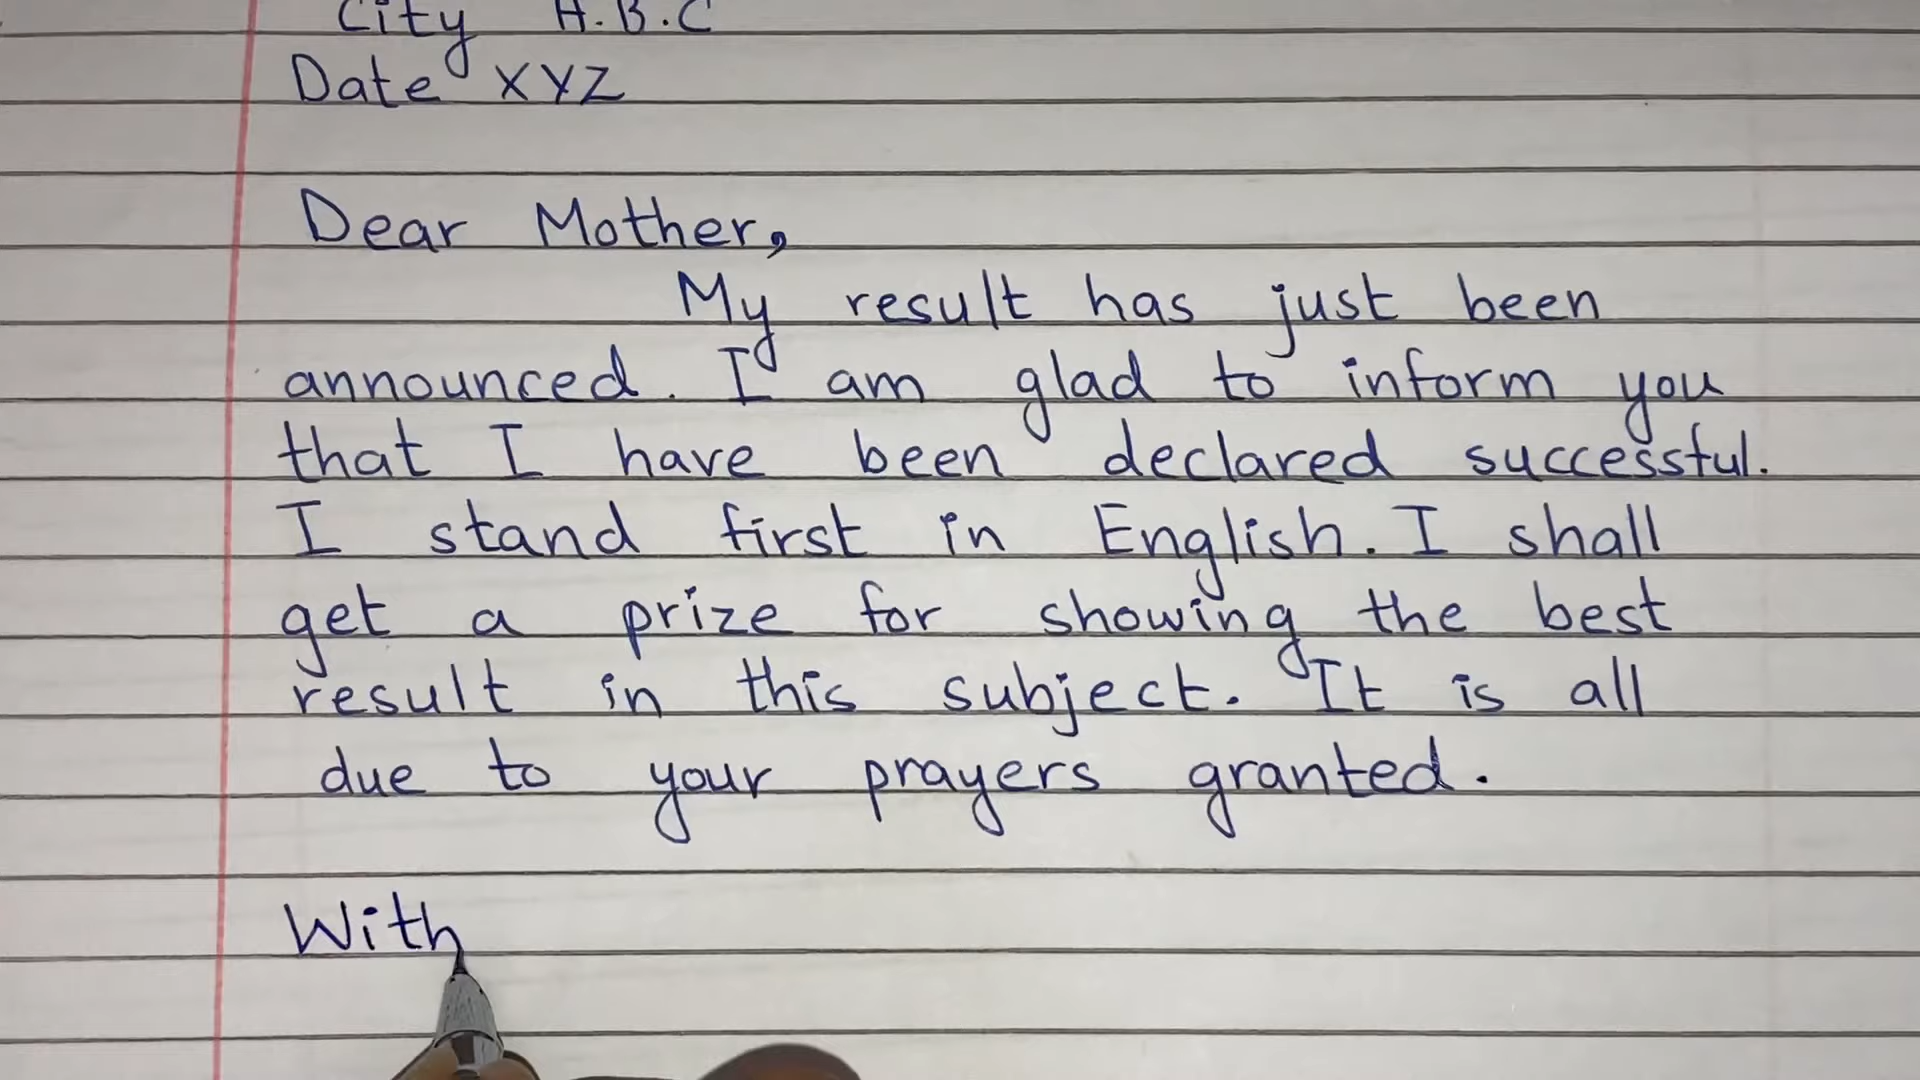 City A.B.C
Date XYZ
Dear Mother,
My result has just been
announced. I am glad to inform you
that I have been declared successful.
I stand first in English. I shall
get a prize for showing the best
result in this subject. It is all
due to your prayers granted.
With